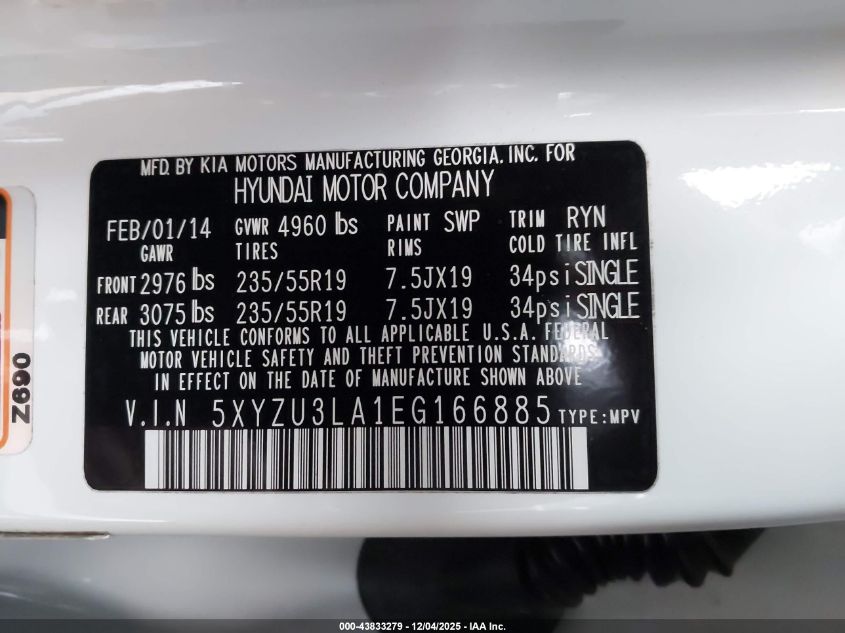 MFD. BY KIA MOTORS MANUFACTURING GEORGIA, INC. FOR
HYUNDAI MOTOR COMPANY
FEB/01/14 GVWR 4960 lbs PAINT SWP TRIM RYN
GAWR TIRES RIMS COLD TIRE INFL
FRONT 2976 lbs 235/55R19 7.5JX19 34psi SINGLE
REAR 3075 lbs 235/55R19 7.5JX19 34psi SINGLE
THIS VEHICLE CONFORMS TO ALL APPLICABLE U.S.A. FEDERAL
MOTOR VEHICLE SAFETY AND THEFT PREVENTION STANDARDS
IN EFFECT ON THE DATE OF MANUFACTURE SHOWN ABOVE
V.I.N 5XYZU3LA1EG166885 TYPE:MPV
Z690
000-43833279 - 12/04/2025 - IAA Inc.